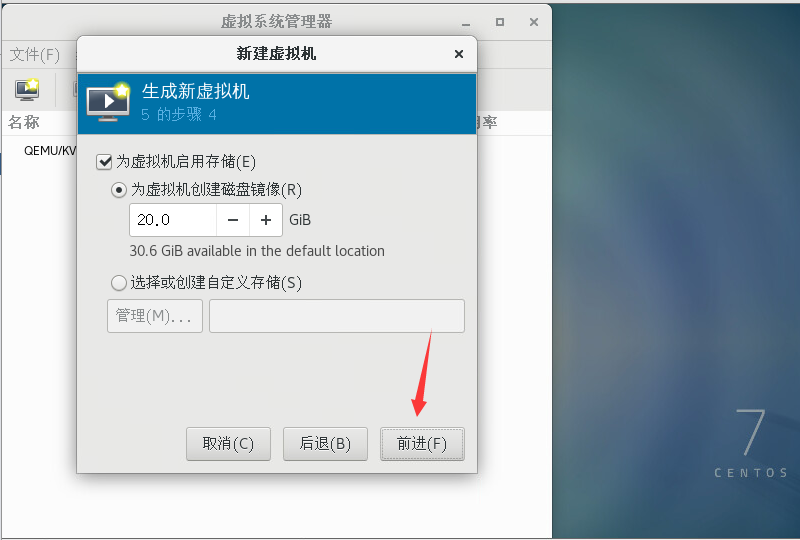 虚拟系统管理器
文件(F)
新建虚拟机
生成新虚拟机
5 的步骤 4
名称
用率
QEMU/KV
为虚拟机启用存储(E)
为虚拟机创建磁盘镜像(R)
20.0 − + GiB
30.6 GiB available in the default location
选择或创建自定义存储(S)
管理(M)...
取消(C) 后退(B) 前进(F)
7
CENTOS